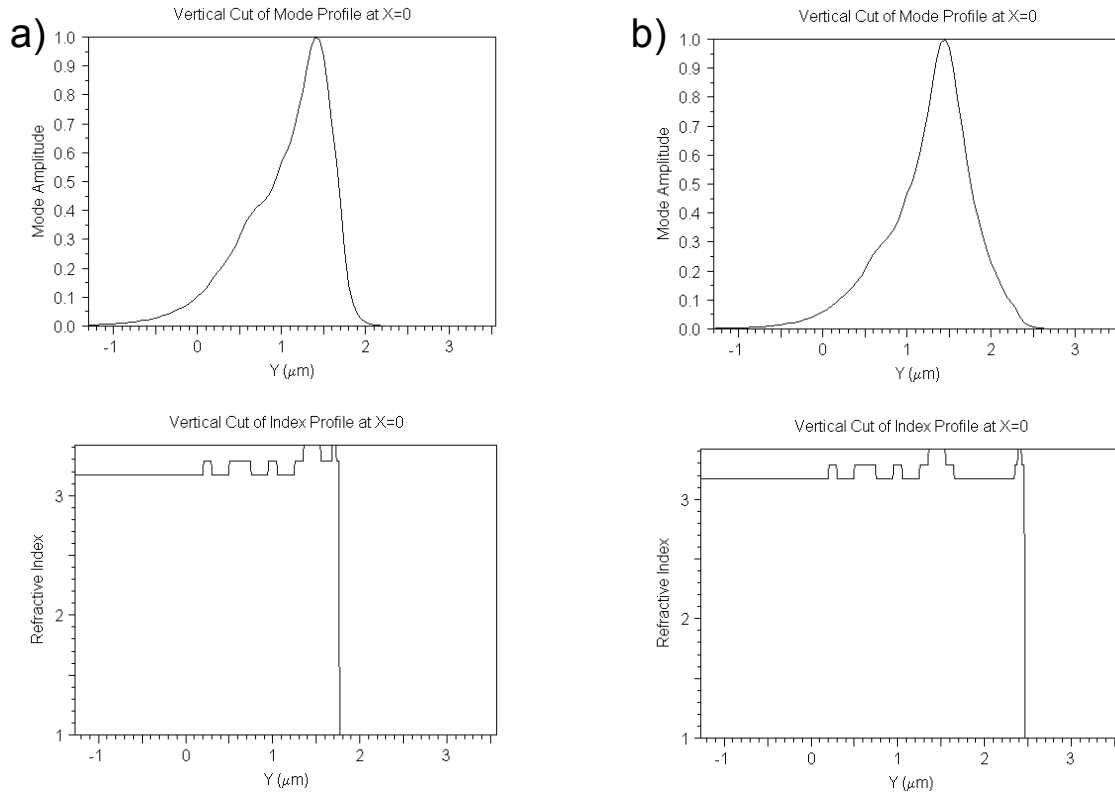 a)
Vertical Cut of Mode Profile at X=0
1.0
0.9
0.8
0.7
0.6
0.5
0.4
0.3
0.2
0.1
0.0
Mode Amplitude
-1 0 1 2 3
Y (μm)
Vertical Cut of Index Profile at X=0
3
2
1
Refractive Index
-1 0 1 2 3
Y (μm)
b)
Vertical Cut of Mode Profile at X=0
1.0
0.9
0.8
0.7
0.6
0.5
0.4
0.3
0.2
0.1
0.0
Mode Amplitude
-1 0 1 2 3
Y (μm)
Vertical Cut of Index Profile at X=0
3
2
1
Refractive Index
-1 0 1 2 3
Y (μm)